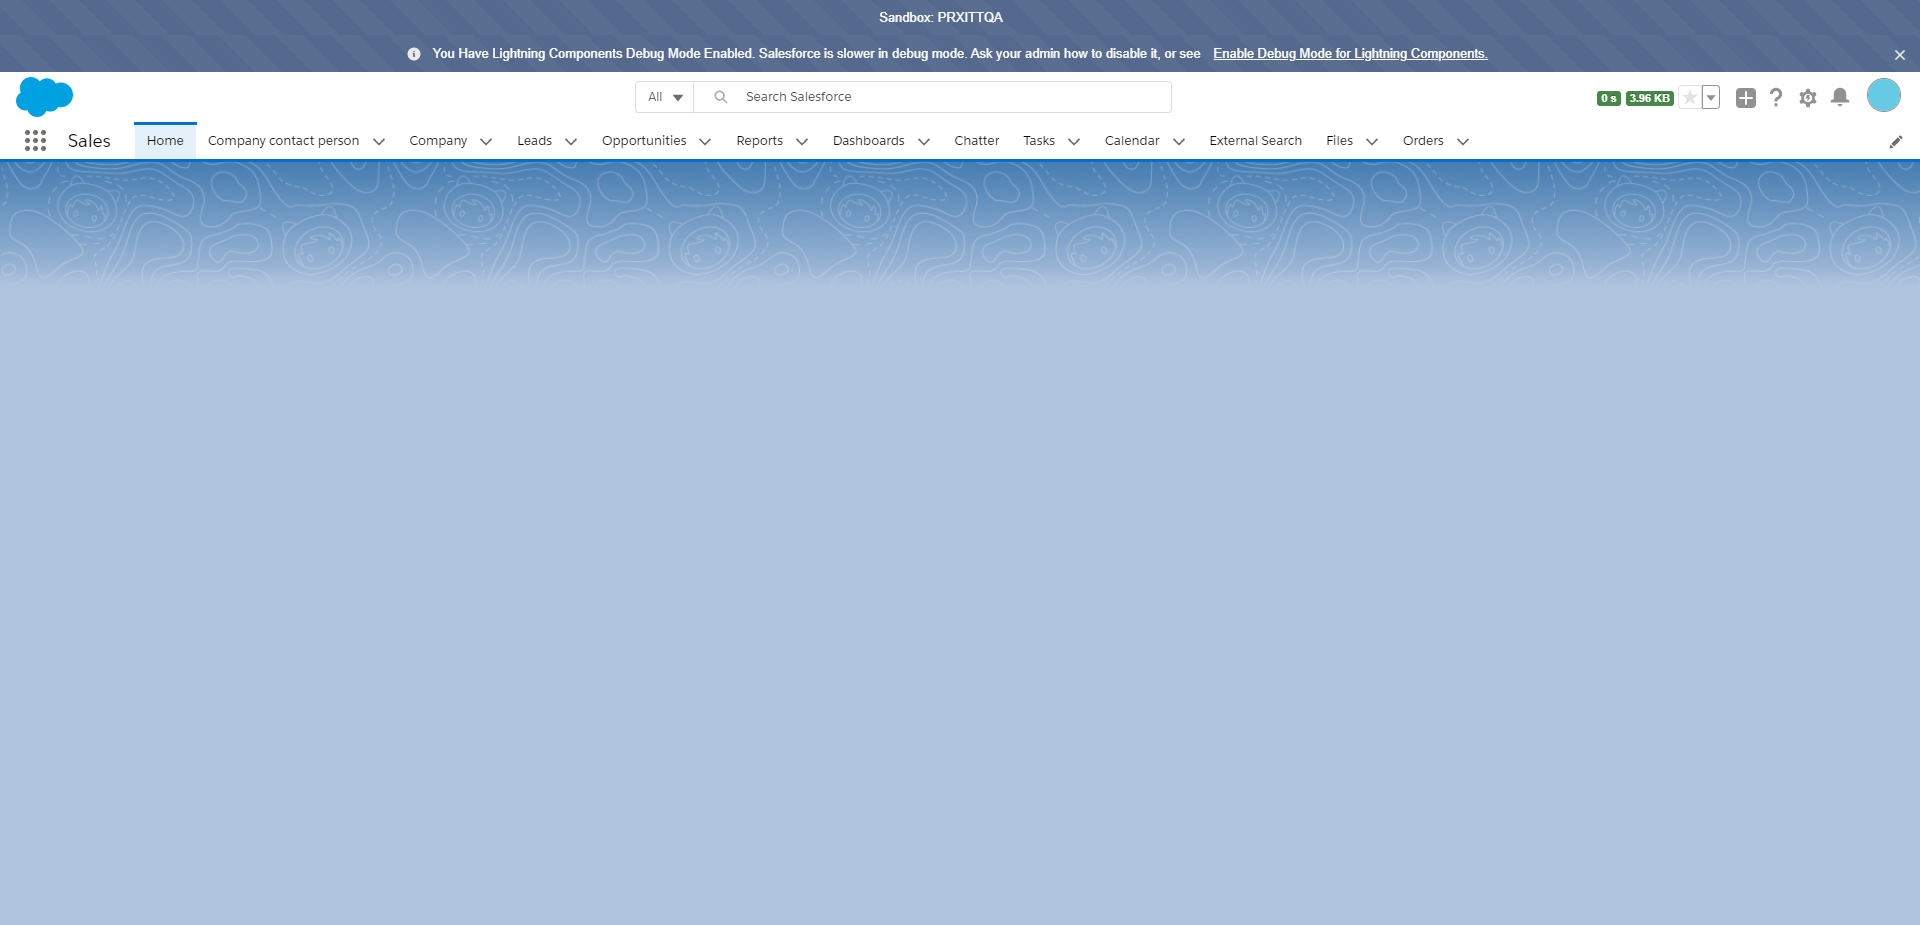 Sandbox: PRXITTQA
You Have Lightning Components Debug Mode Enabled. Salesforce is slower in debug mode. Ask your admin how to disable it, or see Enable Debug Mode for Lightning Components.
All Search Salesforce 0 s 3.96 KB
Sales Home Company contact person Company Leads Opportunities Reports Dashboards Chatter Tasks Calendar External Search Files Orders